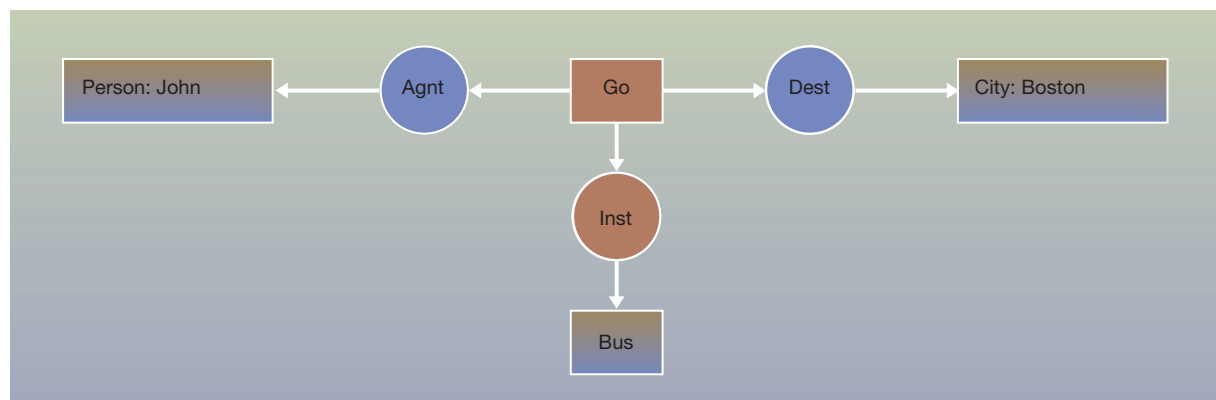 Person: John
Agnt
Go
Dest
City: Boston
Inst
Bus